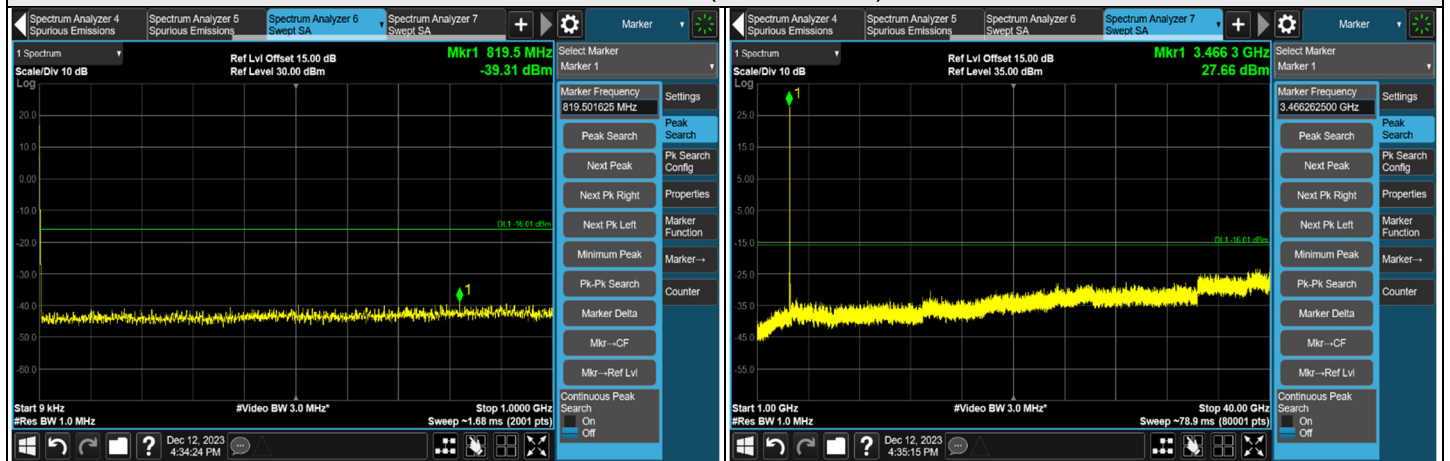 Spectrum Analyzer 4
Spurious Emissions
Spectrum Analyzer 5
Spurious Emissions
Spectrum Analyzer 6
Swept SA
Spectrum Analyzer 7
Swept SA
+
Marker
1 Spectrum
Scale/Div 10 dB
Log
Ref Lvl Offset 15.00 dB
Ref Level 30.00 dBm
Mkr1 819.5 MHz
-39.31 dBm
20.0
10.0
0.00
-10.0
-20.0
-30.0
-40.0
-50.0
-60.0
DL1 -16.01 dBm
1
Start 9 kHz
#Res BW 1.0 MHz
#Video BW 3.0 MHz*
Stop 1.0000 GHz
Sweep ~1.68 ms (2001 pts)
Select Marker
Marker 1
Marker Frequency
819.501625 MHz
Peak Search
Next Peak
Next Pk Right
Next Pk Left
Minimum Peak
Pk-Pk Search
Marker Delta
Mkr→CF
Mkr→Ref Lvl
Continuous Peak
Search
On
Off
Settings
Peak
Search
Pk Search
Config
Properties
Marker
Function
Marker→
Counter
?
Dec 12, 2023
4:34:24 PM
Spectrum Analyzer 4
Spurious Emissions
Spectrum Analyzer 5
Spurious Emissions
Spectrum Analyzer 6
Swept SA
Spectrum Analyzer 7
Swept SA
+
Marker
1 Spectrum
Scale/Div 10 dB
Log
Ref Lvl Offset 15.00 dB
Ref Level 35.00 dBm
Mkr1 3.466 3 GHz
27.66 dBm
25.0
15.0
5.00
-5.00
-15.0
-25.0
-35.0
-45.0
-55.0
DL1 -16.01 dBm
1
Start 1.00 GHz
#Res BW 1.0 MHz
#Video BW 3.0 MHz*
Stop 40.00 GHz
Sweep ~78.9 ms (80001 pts)
Select Marker
Marker 1
Marker Frequency
3.466262500 GHz
Peak Search
Next Peak
Next Pk Right
Next Pk Left
Minimum Peak
Pk-Pk Search
Marker Delta
Mkr→CF
Mkr→Ref Lvl
Continuous Peak
Search
On
Off
Settings
Peak
Search
Pk Search
Config
Properties
Marker
Function
Marker→
Counter
?
Dec 12, 2023
4:35:15 PM